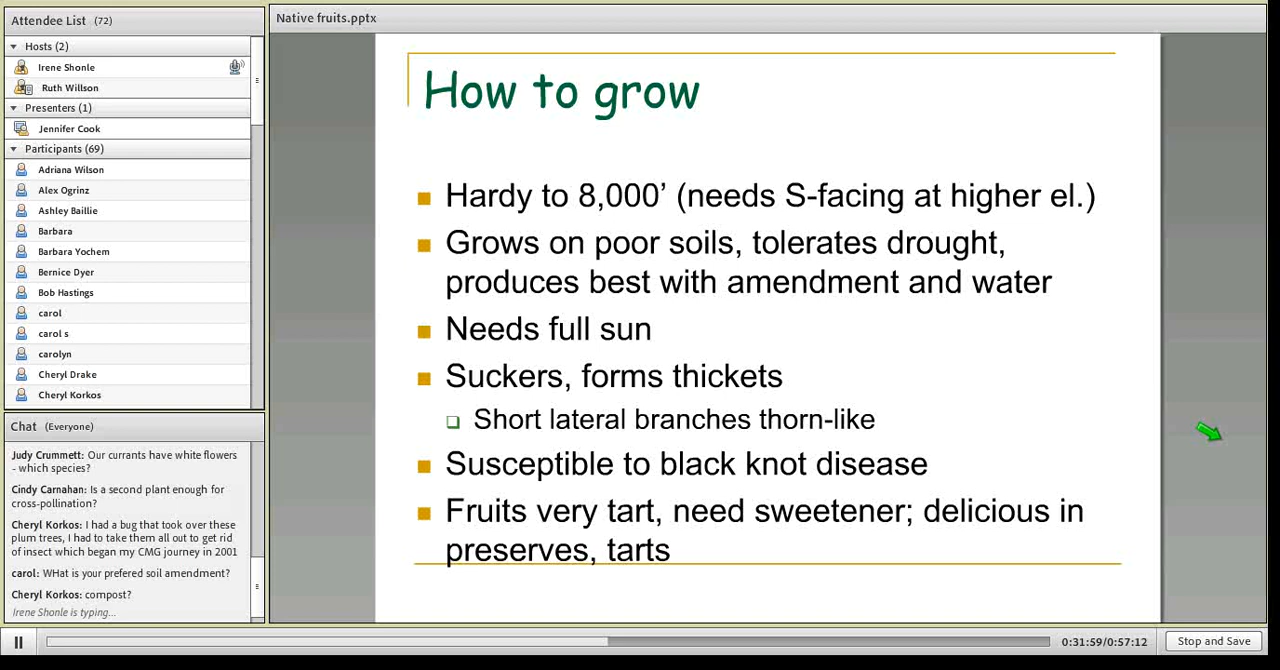 Attendee List (72)
Hosts (2)
Irene Shonle
Ruth Willson
Presenters (1)
Jennifer Cook
Participants (69)
Adriana Wilson
Alex Ogrinz
Ashley Baillie
Barbara
Barbara Yochem
Bernice Dyer
Bob Hastings
carol
carol s
carolyn
Cheryl Drake
Cheryl Korkos
Chat (Everyone)
Judy Crummett: Our currants have white flowers
- which species?
Cindy Carnahan: Is a second plant enough for
cross-pollination?
Cheryl Korkos: I had a bug that took over these
plum trees, I had to take them all out to get rid
of insect which began my CMG journey in 2001
carol: WHat is your prefered soil amendment?
Cheryl Korkos: compost?
Irene Shonle is typing...
Native fruits.pptx
How to grow
Hardy to 8,000’ (needs S-facing at higher el.)
Grows on poor soils, tolerates drought,
produces best with amendment and water
Needs full sun
Suckers, forms thickets
Short lateral branches thorn-like
Susceptible to black knot disease
Fruits very tart, need sweetener; delicious in
preserves, tarts
0:31:59/0:57:12
Stop and Save